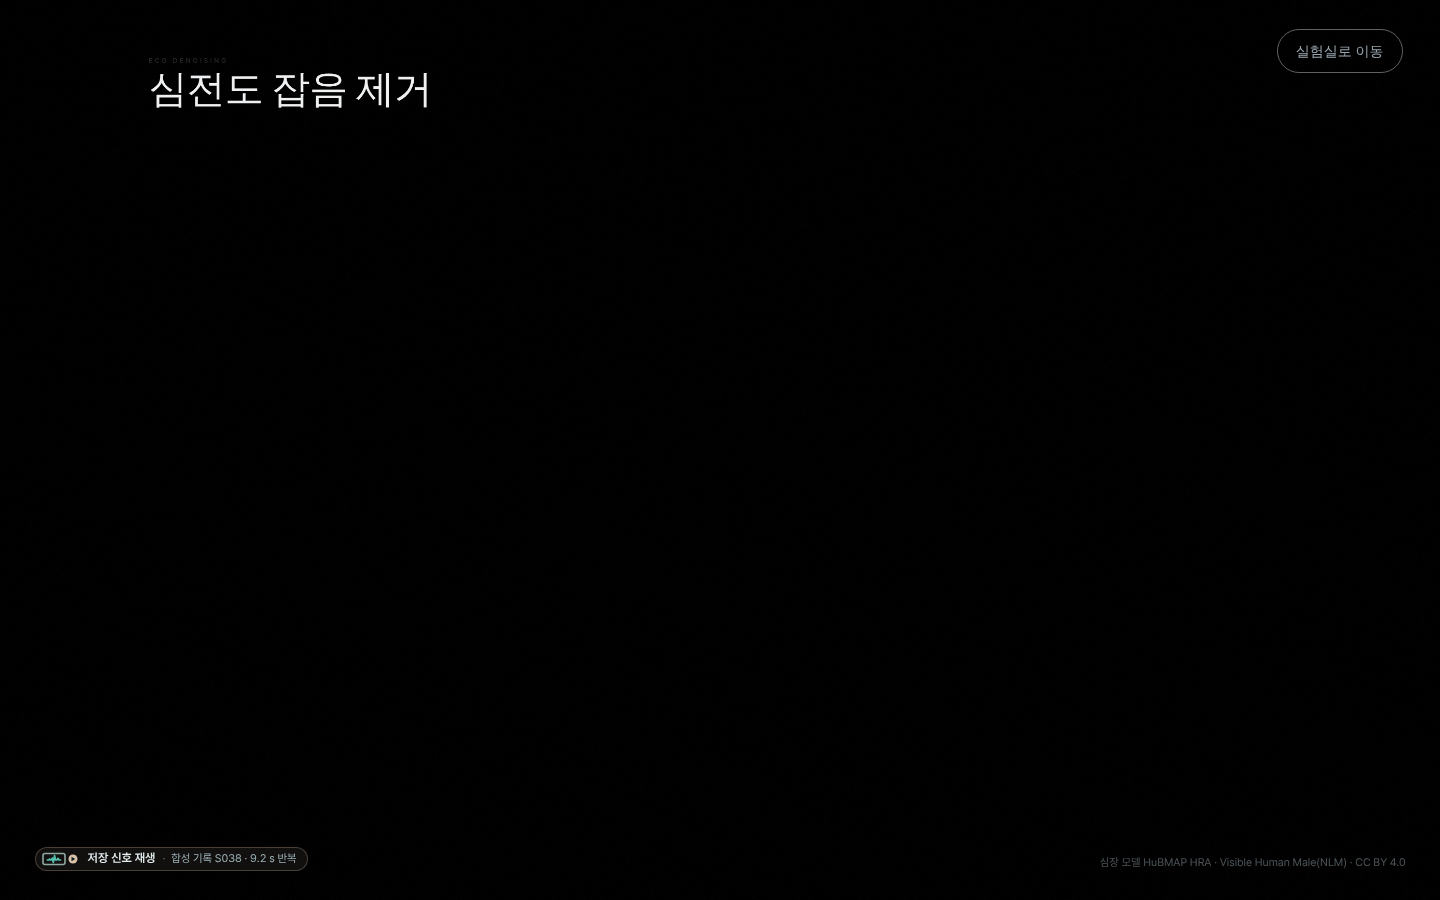 ECG DENOISING
심전도 잡음 제거
실험실로 이동
저장 신호 재생 · 합성 기록 S038 · 9.2 s 반복
심장 모델 HuBMAP HRA · Visible Human Male(NLM) · CC BY 4.0